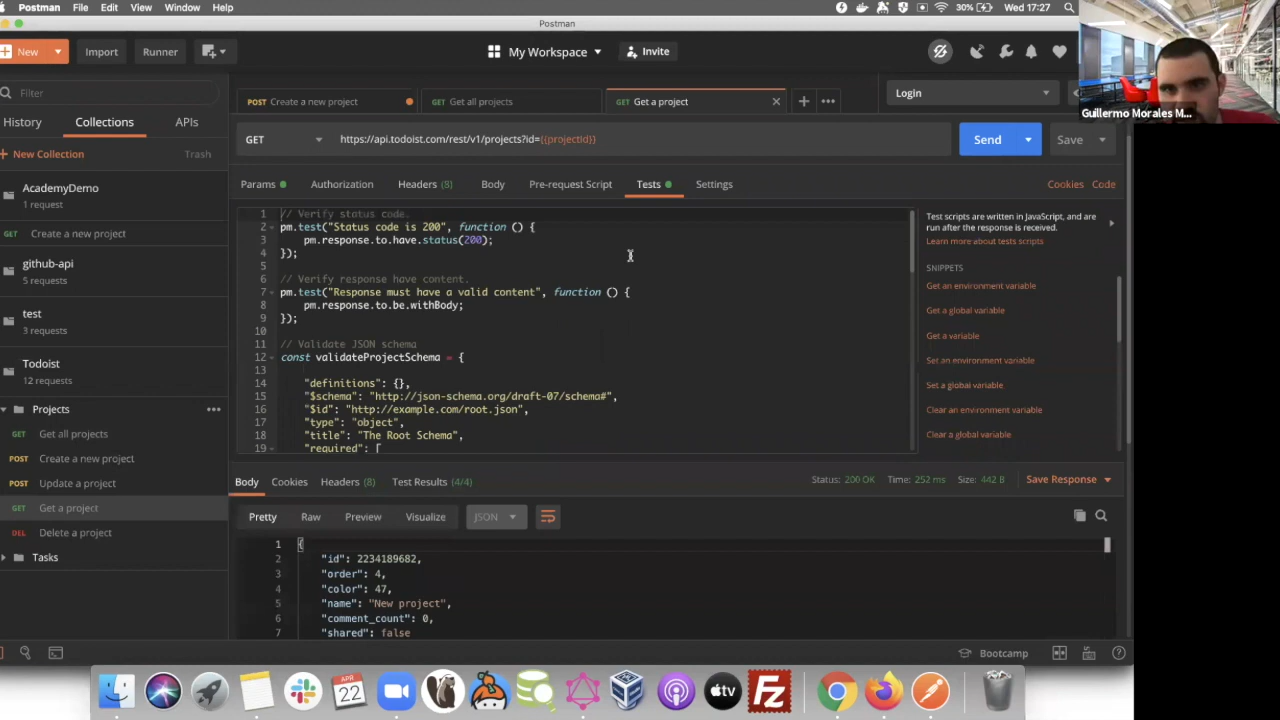 Postman File Edit View Window Help
30% Wed 17:27
Postman
New
Import
Runner
My Workspace
Invite
Filter
History
Collections
APIs
New Collection
Trash
AcademyDemo
1 request
GET Create a new project
github-api
5 requests
test
3 requests
Todoist
12 requests
Projects
GET Get all projects
POST Create a new project
POST Update a project
GET Get a project
DEL Delete a project
Tasks
POST Create a new project
GET Get all projects
GET Get a project
Login
GET
https://api.todoist.com/rest/v1/projects?id={{projectId}}
Send
Save
Params
Authorization
Headers (8)
Body
Pre-request Script
Tests
Settings
Cookies
Code
1 // Verify status code.
2 pm.test("Status code is 200", function () {
3 pm.response.to.have.status(200);
4 });
5
6 // Verify response have content.
7 pm.test("Response must have a valid content", function () {
8 pm.response.to.be.withBody;
9 });
10
11 // Validate JSON schema
12 const validateProjectSchema = {
13
14 "definitions": {},
15 "$schema": "http://json-schema.org/draft-07/schema#",
16 "$id": "http://example.com/root.json",
17 "type": "object",
18 "title": "The Root Schema",
19 "required": [
Test scripts are written in JavaScript, and are
run after the response is received.
Learn more about tests scripts
SNIPPETS
Get an environment variable
Get a global variable
Get a variable
Set an environment variable
Set a global variable
Clear an environment variable
Clear a global variable
Body
Cookies
Headers (8)
Test Results (4/4)
Status: 200 OK
Time: 252 ms
Size: 442 B
Save Response
Pretty
Raw
Preview
Visualize
JSON
1 {
2 "id": 2234189682,
3 "order": 4,
4 "color": 47,
5 "name": "New project",
6 "comment_count": 0,
7 "shared": false
Bootcamp
Guillermo Morales M...
APR
22
tv
FZ